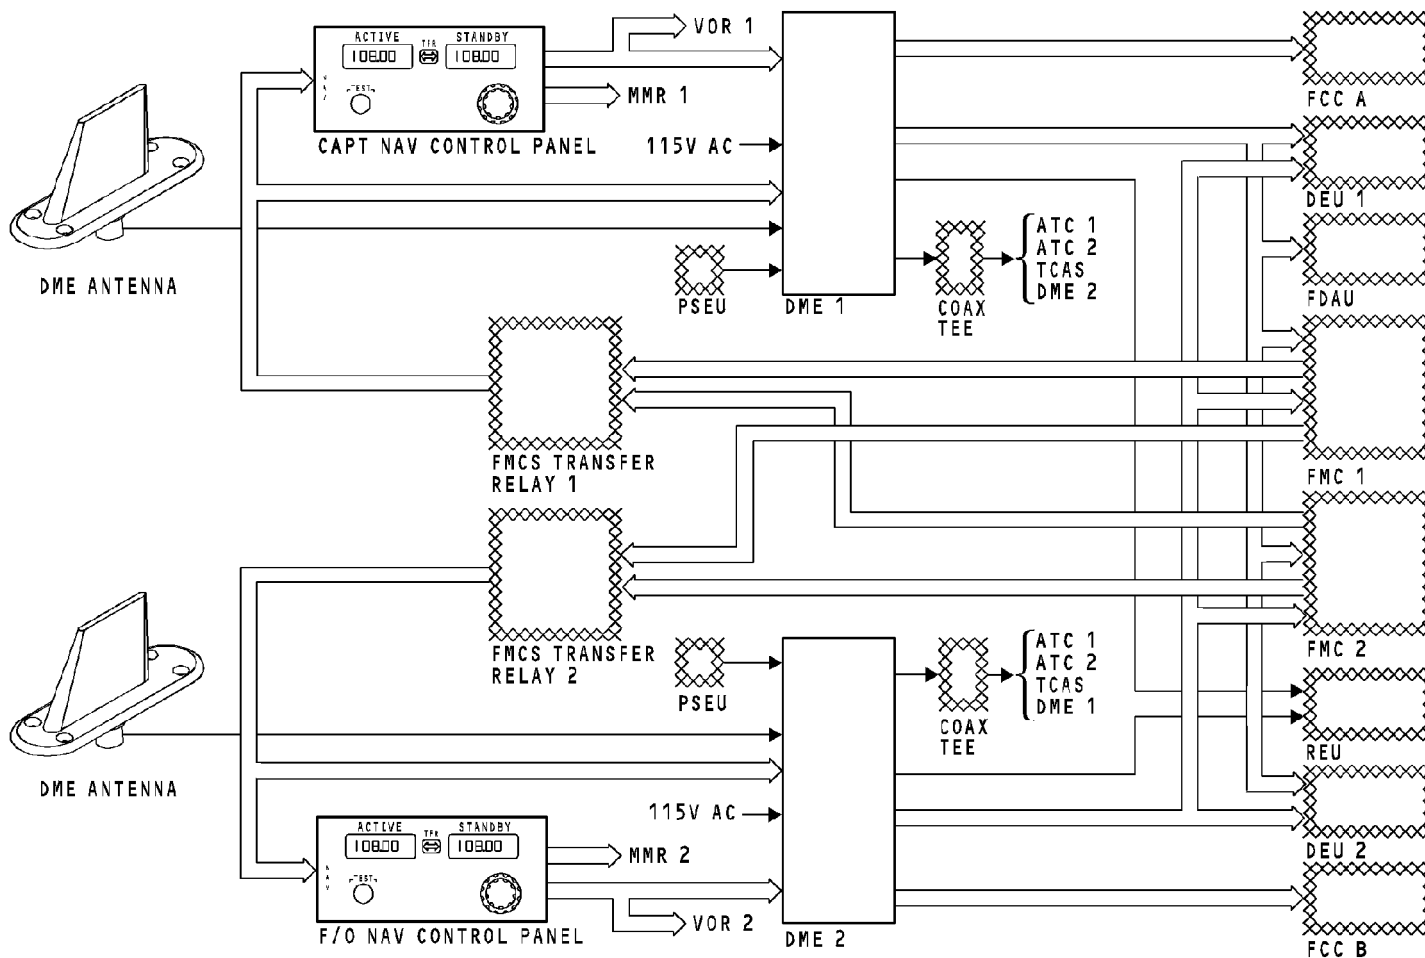 VOR 1
ACTIVE TFR STANDBY
108.00 108.00
NAV
TEST
MMR 1
CAPT NAV CONTROL PANEL
115V AC
FCC A
DEU 1
DME ANTENNA
PSEU
DME 1
COAX
TEE
ATC 1
ATC 2
TCAS
DME 2
FDAU
FMCS TRANSFER
RELAY 1
FMC 1
FMCS TRANSFER
RELAY 2
PSEU
COAX
TEE
ATC 1
ATC 2
TCAS
DME 1
FMC 2
REU
DME ANTENNA
115V AC
ACTIVE TFR STANDBY
108.00 108.00
NAV
TEST
MMR 2
VOR 2
F/O NAV CONTROL PANEL
DME 2
DEU 2
FCC B